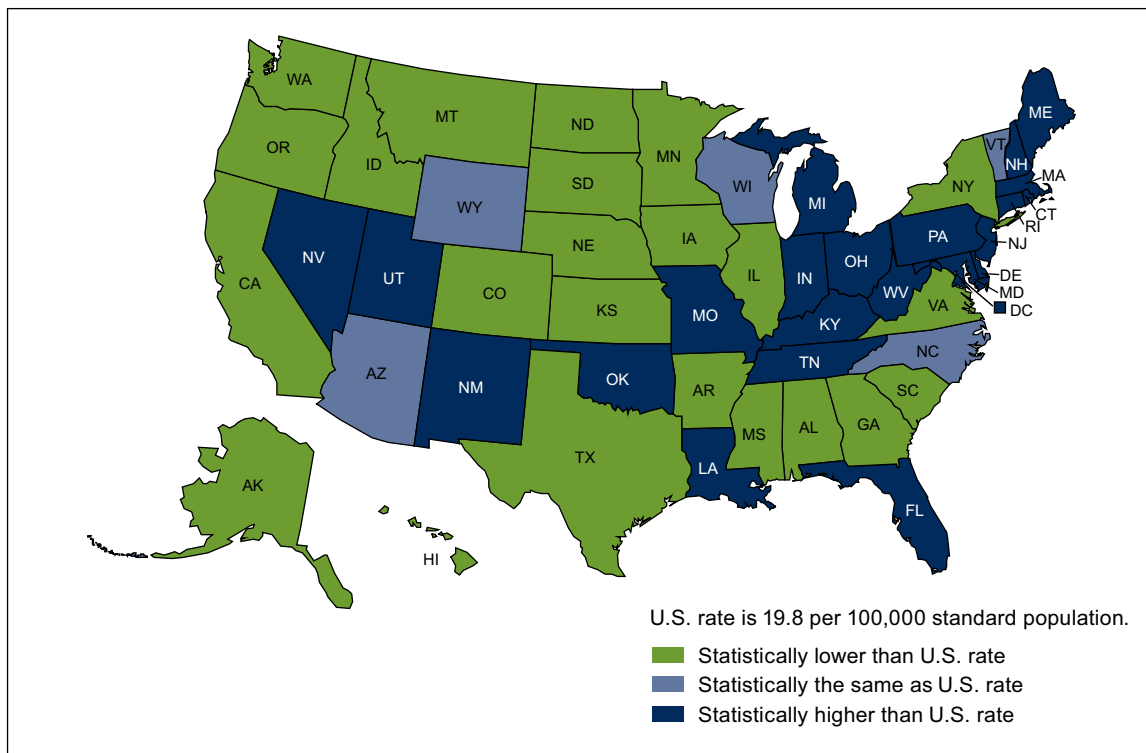 WA
MT
ND
MN
ME
VT
NH
OR
ID
SD
WI
NY
MA
WY
MI
CT
RI
IA
PA
NJ
NE
NV
OH
UT
IL
IN
DE
CA
CO
WV
MD
VA
DC
KS
MO
KY
NC
TN
AZ
OK
NM
AR
SC
MS
AL
GA
TX
LA
AK
FL
HI
U.S. rate is 19.8 per 100,000 standard population.
Statistically lower than U.S. rate
Statistically the same as U.S. rate
Statistically higher than U.S. rate